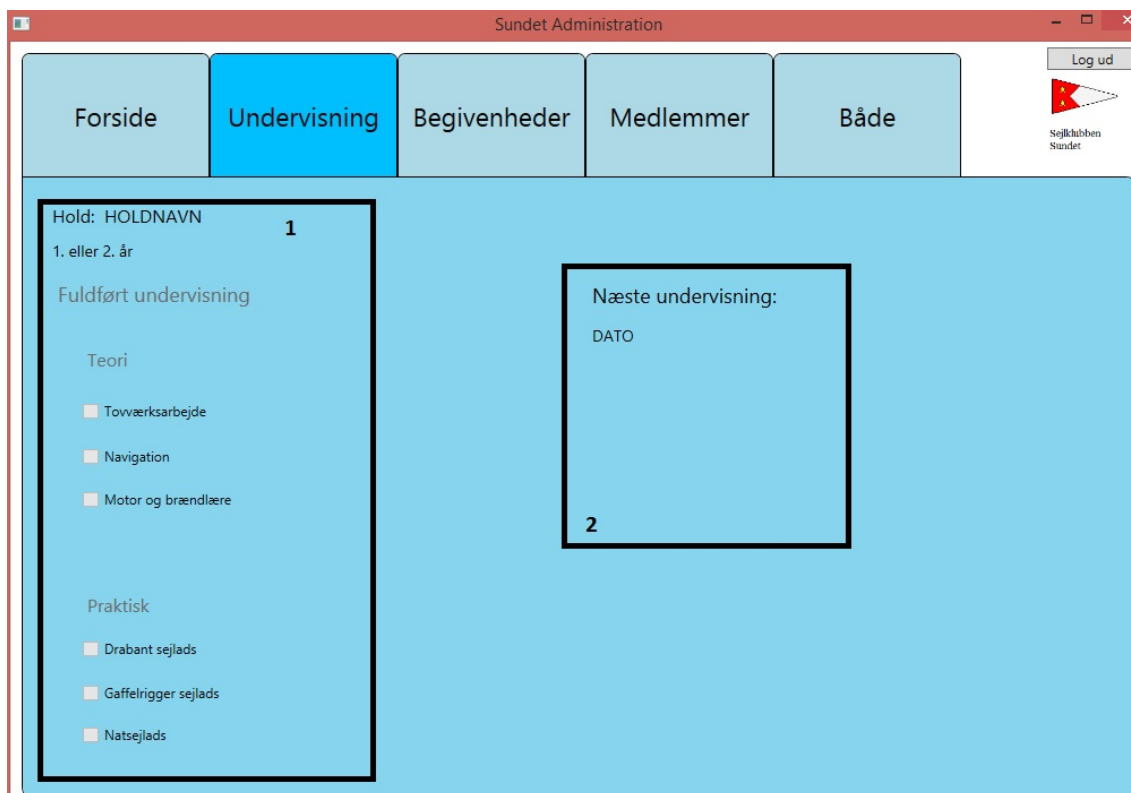 Sundet Administration
Log ud
Forside
Undervisning
Begivenheder
Medlemmer
Både
Sejlklubben
Sundet
Hold: HOLDNAVN
1
1. eller 2. år
Fuldført undervisning
Teori
Tovværksarbejde
Navigation
Motor og brændlære
Praktisk
Drabant sejlads
Gaffelrigger sejlads
Natsejlads
Næste undervisning:
DATO
2